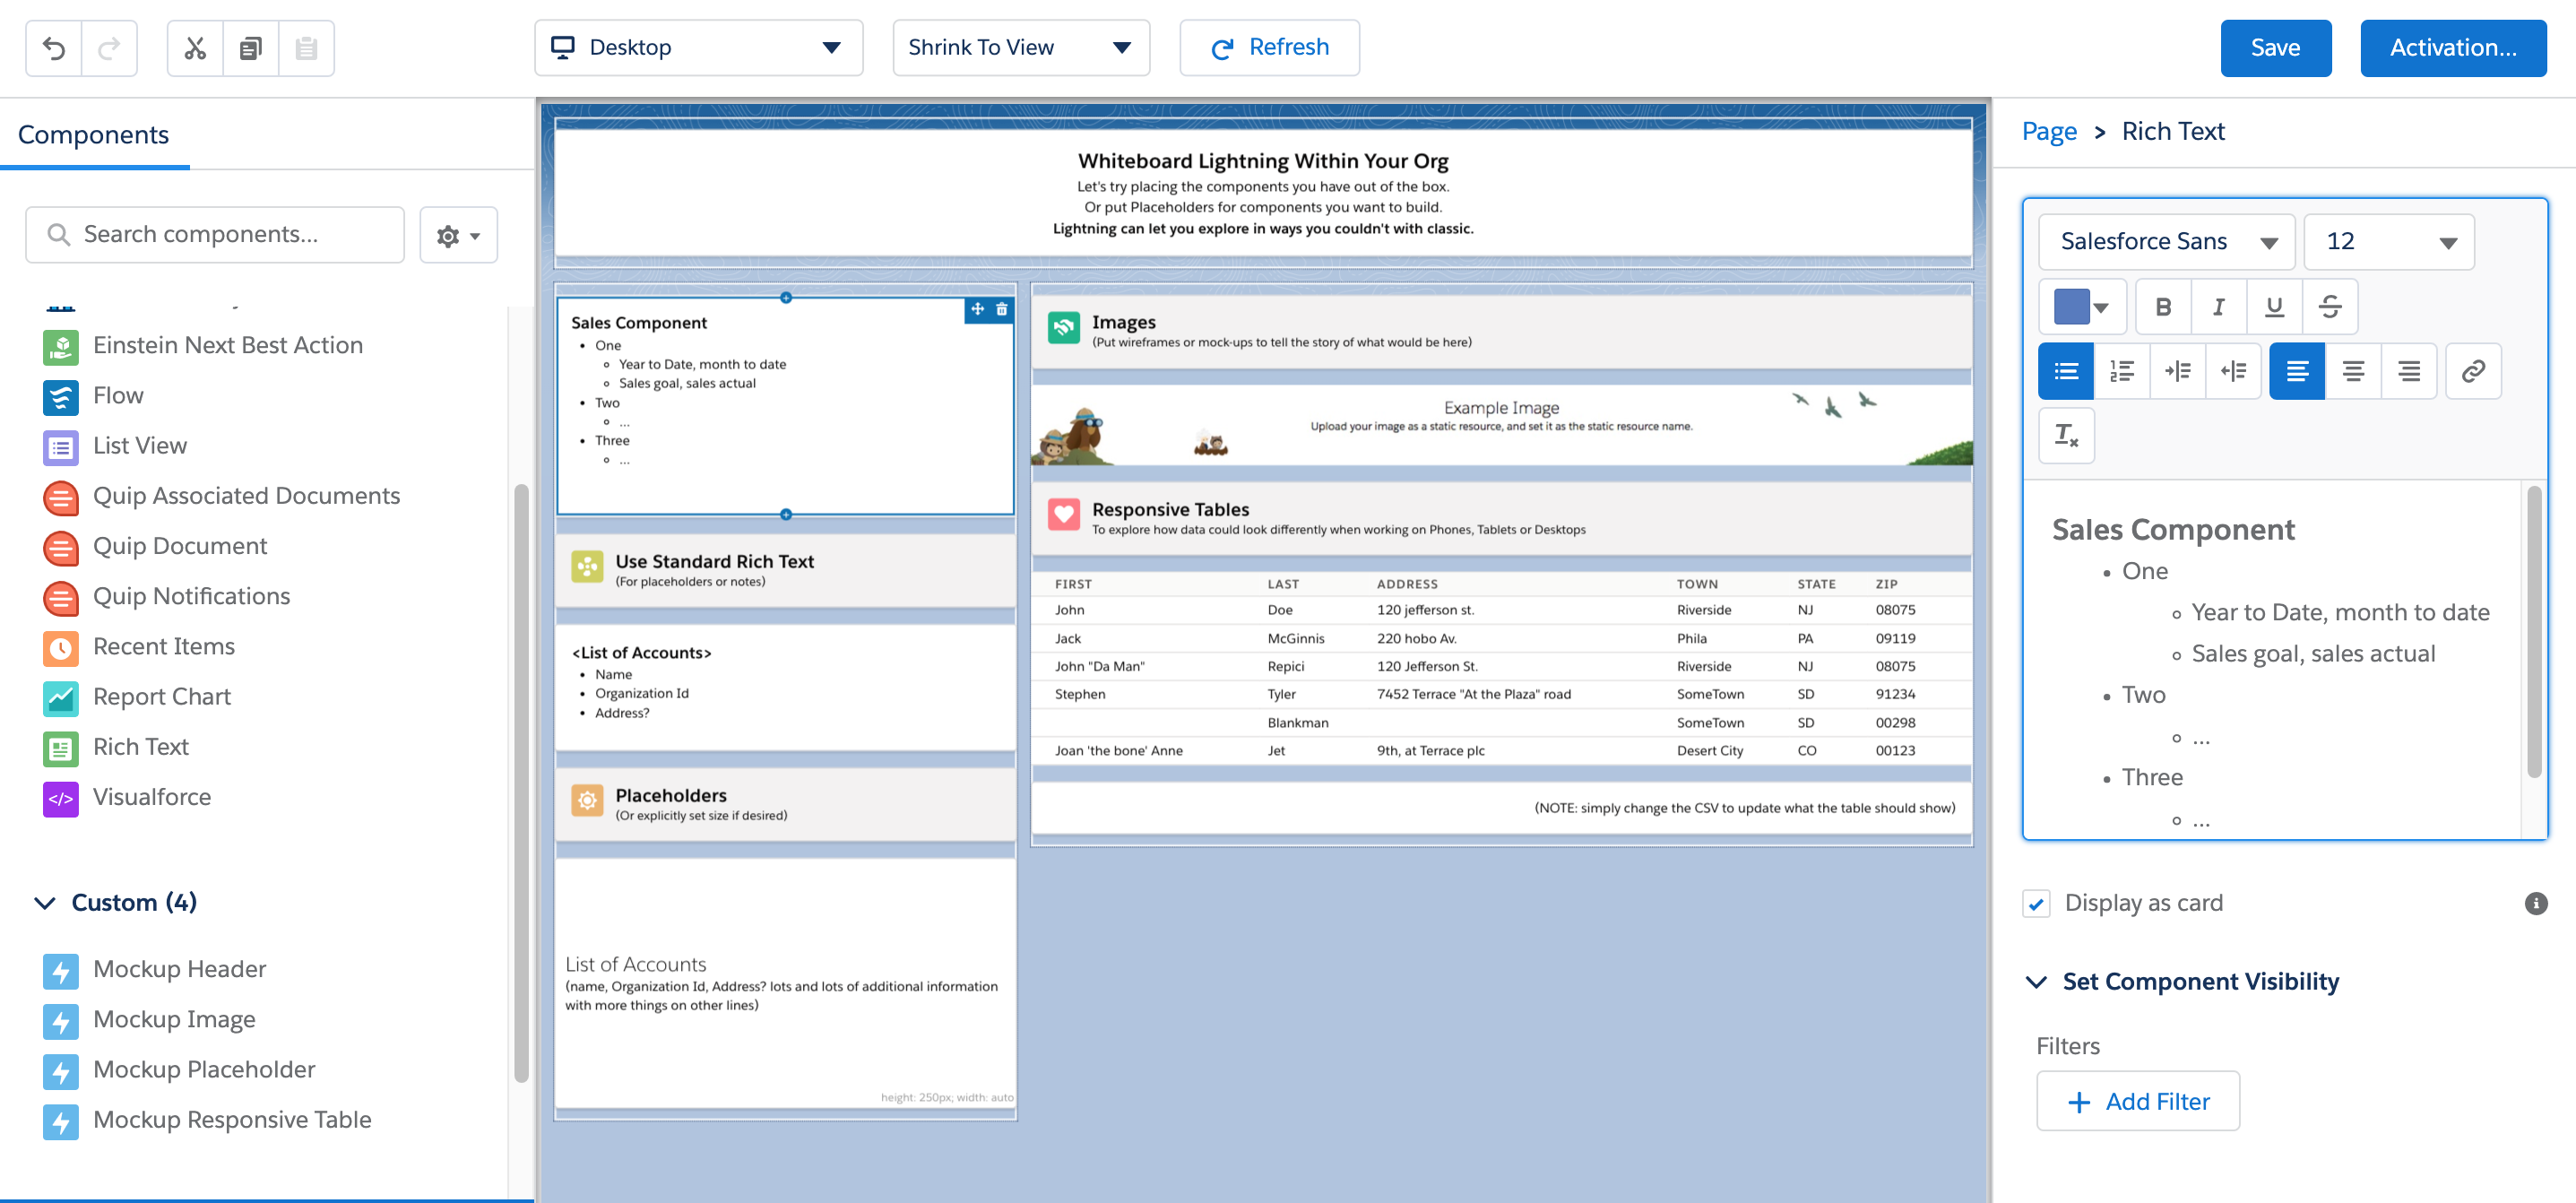 Desktop
Shrink To View
Refresh
Save
Activation...
Components
Search components...
Einstein Next Best Action
Flow
List View
Quip Associated Documents
Quip Document
Quip Notifications
Recent Items
Report Chart
Rich Text
Visualforce
Custom (4)
Mockup Header
Mockup Image
Mockup Placeholder
Mockup Responsive Table
Whiteboard Lightning Within Your Org
Let's try placing the components you have out of the box.
Or put Placeholders for components you want to build.
Lightning can let you explore in ways you couldn't with classic.
Sales Component
• One
◦ Year to Date, month to date
◦ Sales goal, sales actual
• Two
◦ ...
• Three
◦ ...
Use Standard Rich Text
(For placeholders or notes)
<List of Accounts>
• Name
• Organization Id
• Address?
Placeholders
(Or explicitly set size if desired)
List of Accounts
(name, Organization Id, Address? lots and lots of additional information
with more things on other lines)
height: 250px; width: auto
Images
(Put wireframes or mock-ups to tell the story of what would be here)
Example Image
Upload your image as a static resource, and set it as the static resource name.
Responsive Tables
To explore how data could look differently when working on Phones, Tablets or Desktops
FIRST LAST ADDRESS TOWN STATE ZIP
John Doe 120 jefferson st. Riverside NJ 08075
Jack McGinnis 220 hobo Av. Phila PA 09119
John "Da Man" Repici 120 Jefferson St. Riverside NJ 08075
Stephen Tyler 7452 Terrace "At the Plaza" road SomeTown SD 91234
Blankman SomeTown SD 00298
Joan 'the bone' Anne Jet 9th, at Terrace plc Desert City CO 00123
(NOTE: simply change the CSV to update what the table should show)
Page > Rich Text
Salesforce Sans
12
B I U S
Sales Component
• One
◦ Year to Date, month to date
◦ Sales goal, sales actual
• Two
◦ ...
• Three
◦ ...
Display as card
Set Component Visibility
Filters
+ Add Filter